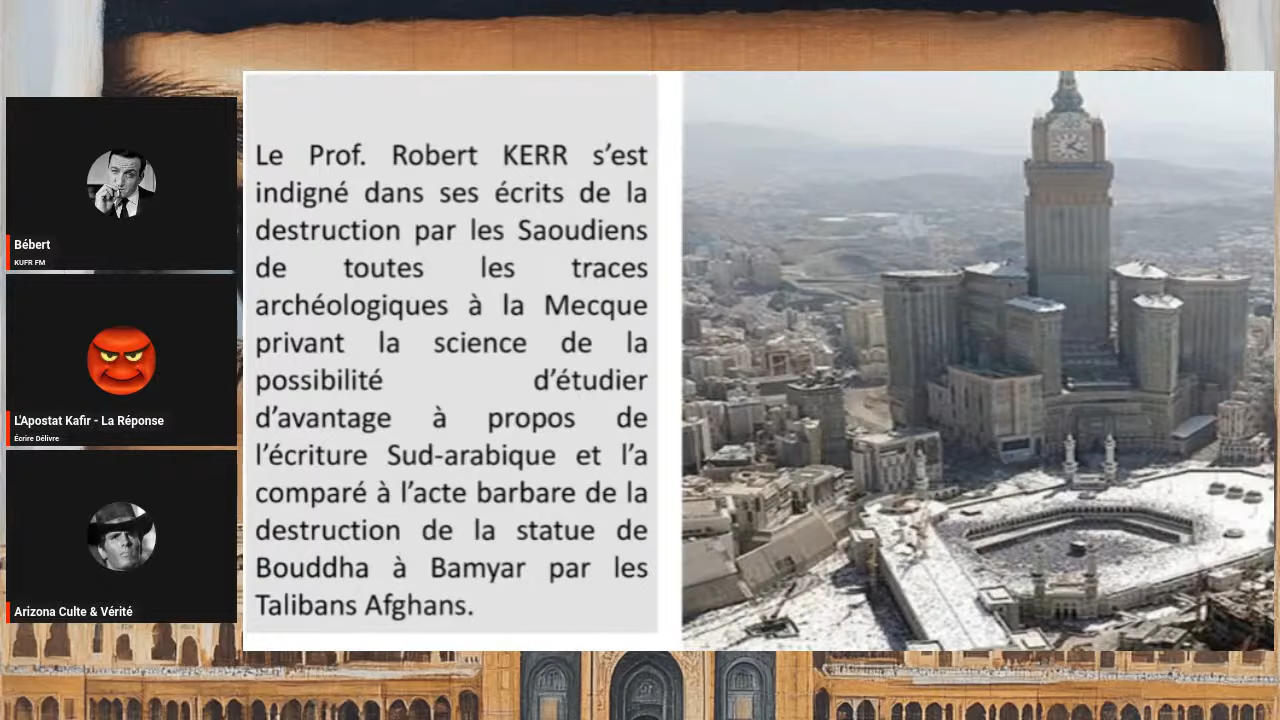 Bébert
KUFR FM
L'Apostat Kafir - La Réponse
Écrire Délivre
Arizona Culte & Vérité
Le Prof. Robert KERR s’est
indigné dans ses écrits de la
destruction par les Saoudiens
de toutes les traces
archéologiques à la Mecque
privant la science de la
possibilité d’étudier
d’avantage à propos de
l’écriture Sud-arabique et l’a
comparé à l’acte barbare de la
destruction de la statue de
Bouddha à Bamyar par les
Talibans Afghans.